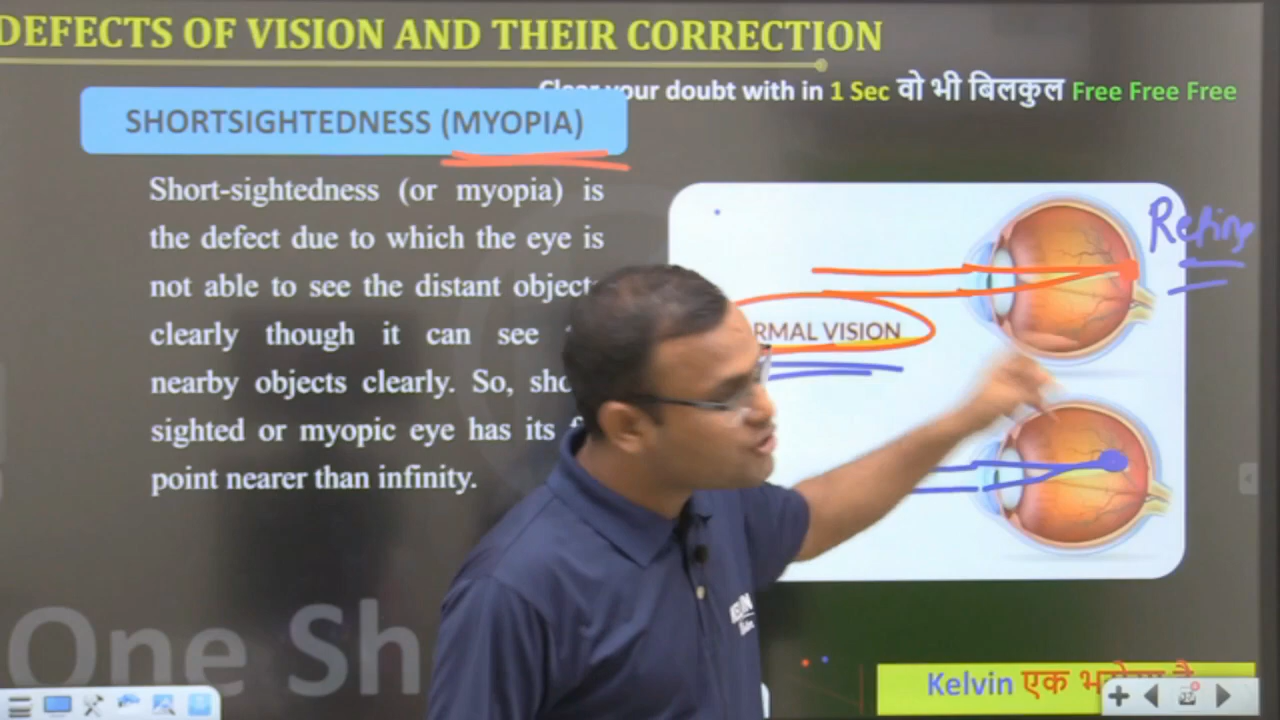 DEFECTS OF VISION AND THEIR CORRECTION
Clear your doubt with in 1 Sec वो भी बिलकुल Free Free Free
SHORTSIGHTEDNESS (MYOPIA)
Short-sightedness (or myopia) is
the defect due to which the eye is
not able to see the distant objects
clearly though it can see
nearby objects clearly. So,
sighted or myopic eye has its
point nearer than infinity.
Retina
RMAL VISION
One Sh
Kelvin एक